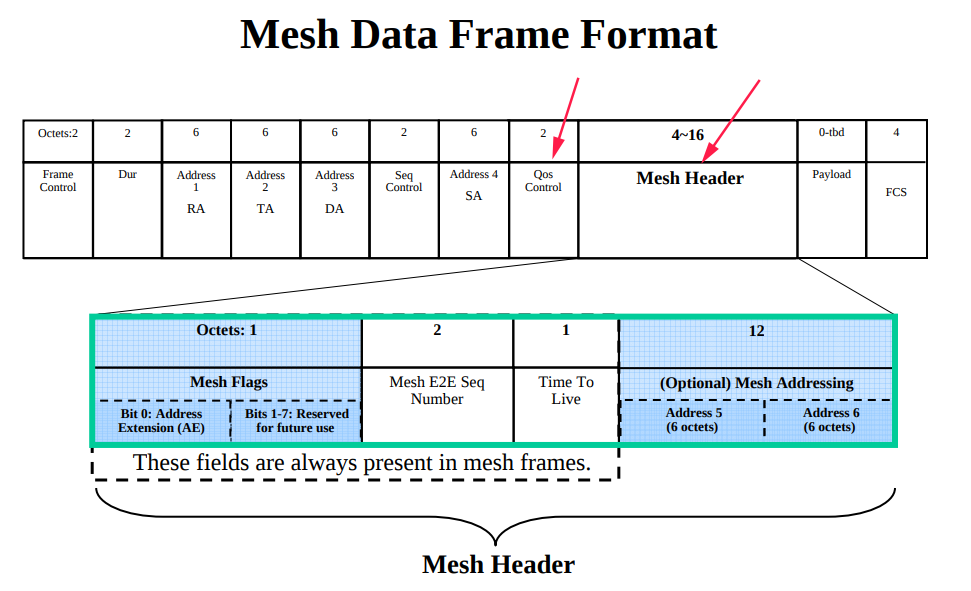 Mesh Data Frame Format
Octets:2
2
6
6
6
2
6
2
4~16
0-tbd
4
Frame
Control
Dur
Address
1
RA
Address
2
TA
Address
3
DA
Seq
Control
Address 4
SA
Qos
Control
Mesh Header
Payload
FCS
Octets: 1
2
1
12
Mesh Flags
Bit 0: Address
Extension (AE)
Bits 1-7: Reserved
for future use
Mesh E2E Seq
Number
Time To
Live
(Optional) Mesh Addressing
Address 5
(6 octets)
Address 6
(6 octets)
These fields are always present in mesh frames.
Mesh Header